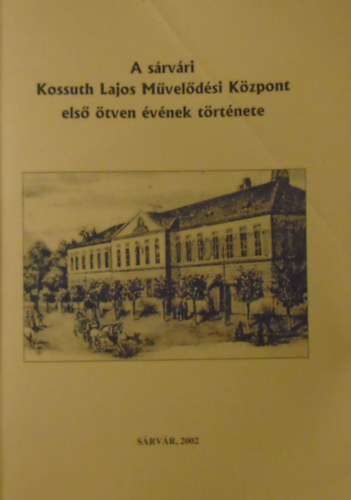 A sárvári
Kossuth Lajos Művelődési Központ
első ötven évének története
SÁRVÁR, 2002